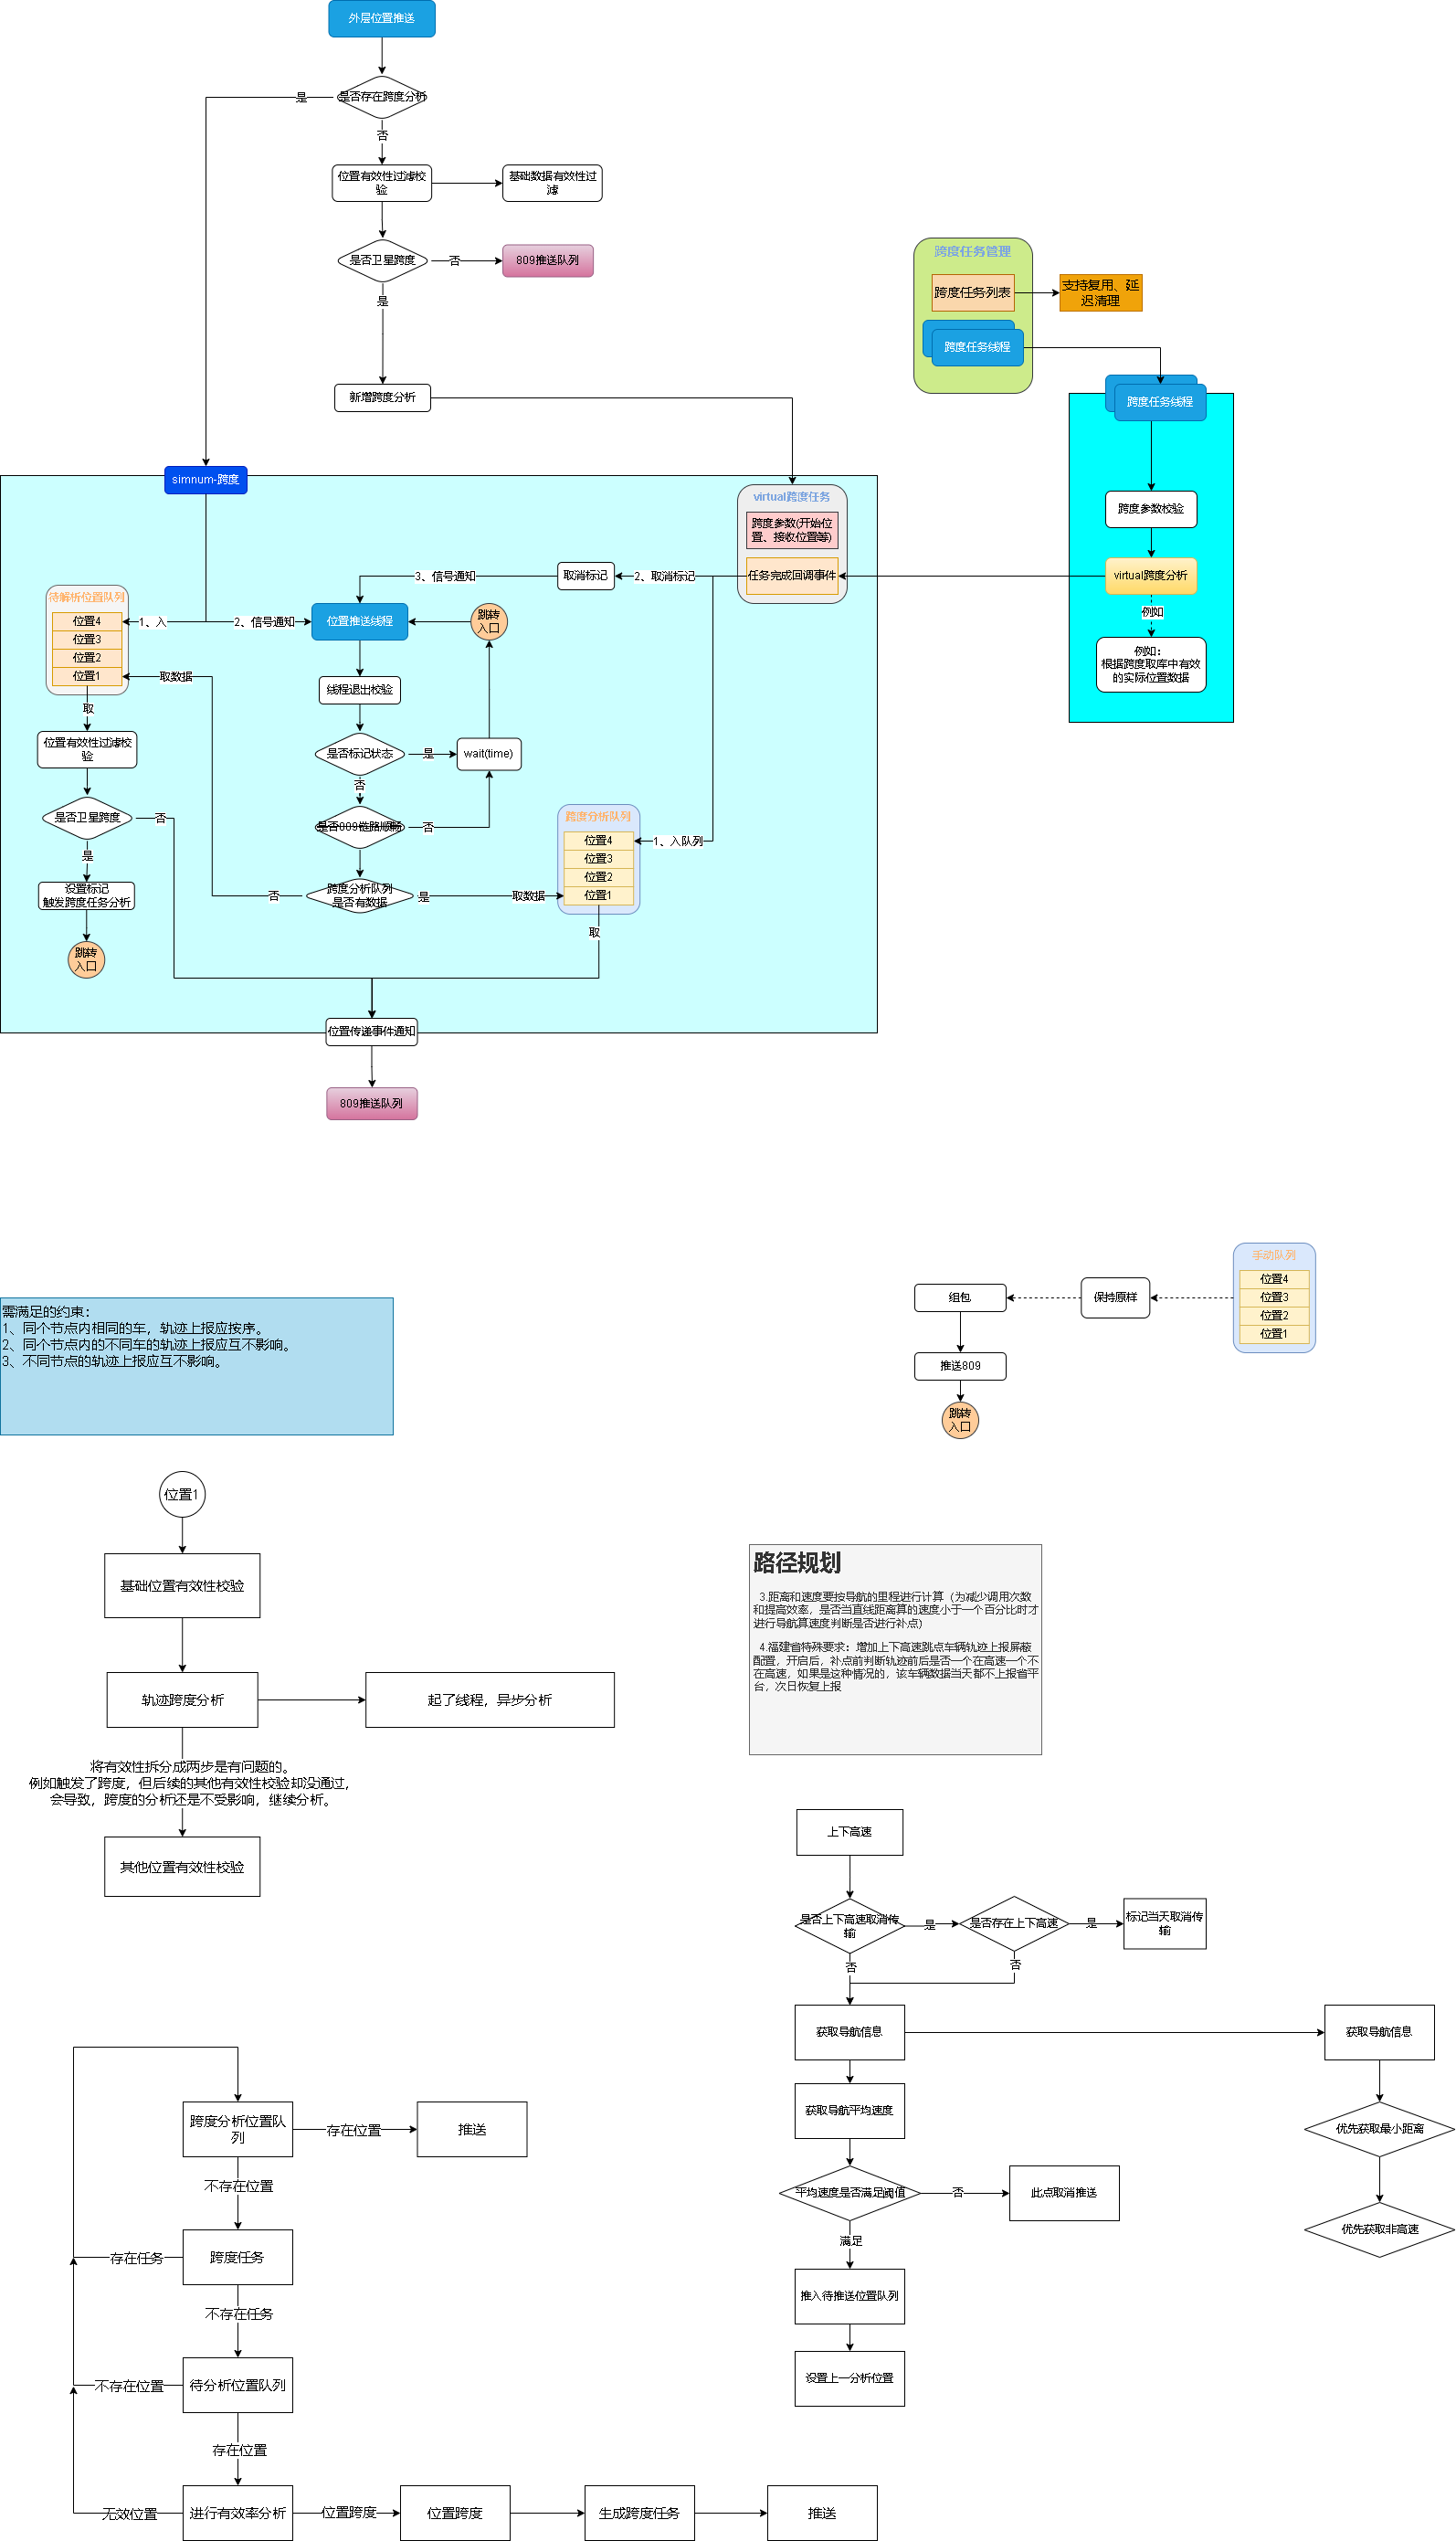 外层位置推送
是否存在跨度分析
是
否
位置有效性过滤校
验
基础数据有效性过
滤
是否卫星跨度
否
809推送队列
是
新增跨度分析
跨度任务管理
跨度任务列表
支持复用、延
迟清理
跨度任务线程
跨度任务线程
跨度参数校验
virtual跨度分析
例如
例如：
根据跨度取库中有效
的实际位置数据
simnum-跨度
virtual跨度任务
跨度参数(开始位
置、接收位置等)
任务完成回调事件
2、取消标记
取消标记
3、信号通知
待解析位置队列
位置4
位置3
位置2
位置1
1、入
2、信号通知
位置推送线程
跳转
入口
取数据
线程退出校验
取
位置有效性过滤校
验
是否标记状态
是
wait(time)
否
是否809链路顺畅
否
是否卫星跨度
否
是
跨度分析队列
位置4
位置3
位置2
位置1
1、入队列
设置标记
触发跨度任务分析
跨度分析队列
是否有数据
否
是
取数据
取
跳转
入口
位置传递事件通知
809推送队列
手动队列
位置4
位置3
位置2
位置1
保持原样
组包
推送809
跳转
入口
需满足的约束：
1、同个节点内相同的车，轨迹上报应按序。
2、同个节点内的不同车的轨迹上报应互不影响。
3、不同节点的轨迹上报应互不影响。
位置1
基础位置有效性校验
轨迹跨度分析
起了线程，异步分析
将有效性拆分成两步是有问题的。
例如触发了跨度，但后续的其他有效性校验却没通过，
会导致，跨度的分析还是不受影响，继续分析。
其他位置有效性校验
路径规划
3.距离和速度要按导航的里程进行计算（为减少调用次数
和提高效率，是否当直线距离算的速度小于一个百分比时才
进行导航算速度判断是否进行补点）
4.福建省特殊要求：增加上下高速跳点车辆轨迹上报屏蔽
配置，开启后，补点前判断轨迹前后是否一个在高速一个不
在高速，如果是这种情况的，该车辆数据当天都不上报省平
台，次日恢复上报
上下高速
是否上下高速取消传
输
是
是否存在上下高速
是
标记当天取消传
输
否
否
获取导航信息
获取导航信息
获取导航平均速度
优先获取最小距离
平均速度是否满足阈值
否
此点取消推送
优先获取非高速
满足
推入待推送位置队列
设置上一分析位置
跨度分析位置队
列
存在位置
推送
不存在位置
跨度任务
存在任务
不存在任务
待分析位置队列
不存在位置
存在位置
进行有效率分析
无效位置
位置跨度
位置跨度
生成跨度任务
推送